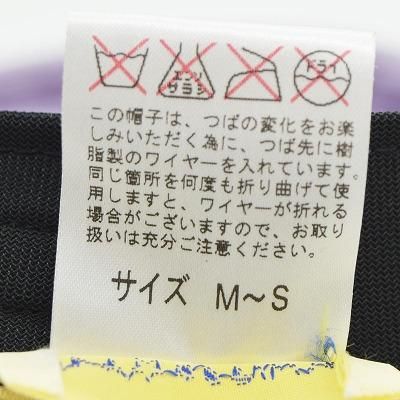 エンソ
サラシ
ドライ
この帽子は、つばの変化をお楽
しみいただく為に、つば先に樹
脂製のワイヤーを入れています。
同じ箇所を何度も折り曲げて使
用しますと、ワイヤーが折れる
場合がございますので、お取り
扱いは充分ご注意ください。
サイズ M〜S